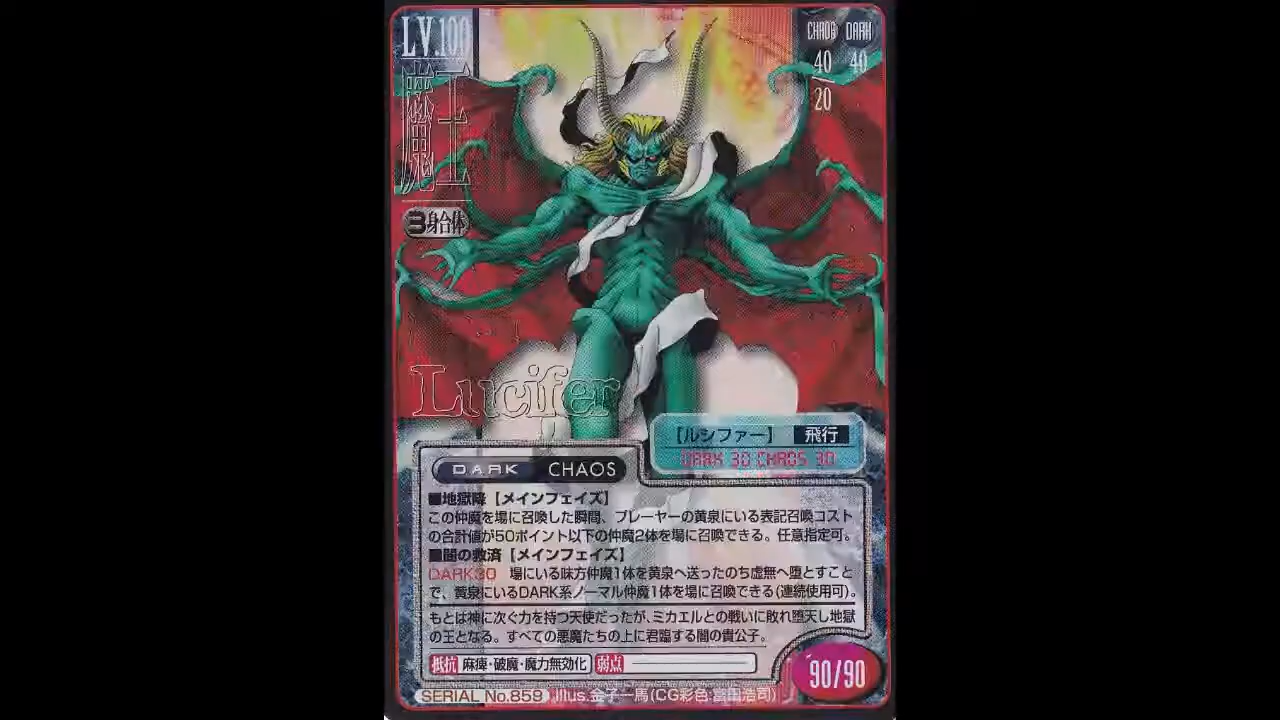 LV.100
CHAOS DARK
40 40
/
20
魔王
3身合体
Lucifer
【ルシファー】 飛行
DARK 30 CHAOS 30
DARK CHAOS
■地獄降【メインフェイズ】
この仲魔を場に召喚した瞬間、プレーヤーの黄泉にいる表記召喚コスト
の合計値が50ポイント以下の仲魔2体を場に召喚できる。任意指定可。
■闇の救済【メインフェイズ】
DARK30 場にいる味方仲魔1体を黄泉へ送ったのち虚無へ堕とすこと
で、黄泉にいるDARK系ノーマル仲魔1体を場に召喚できる(連続使用可)。
もとは神に次ぐ力を持つ天使だったが、ミカエルとの戦いに敗れ堕天し地獄
の王となる。すべての悪魔たちの上に君臨する闇の貴公子。
抵抗 麻痺・破魔・魔力無効化 弱点
90/90
SERIAL No.859 Illus.金子一馬(CG彩色:富田浩司)